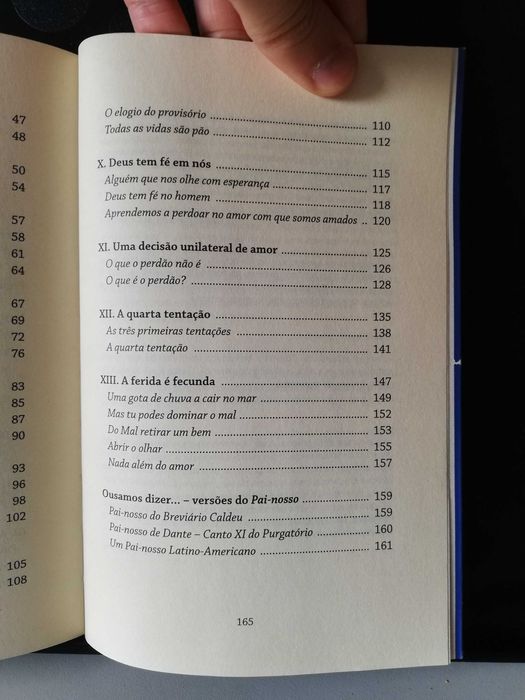 47
48
50
54
57
58
61
64
67
69
72
76
83
85
87
90
93
96
98
102
105
108
O elogio do provisório ........ 110
Todas as vidas são pão ........ 112
X. Deus tem fé em nós ........ 115
Alguém que nos olhe com esperança ........ 117
Deus tem fé no homem ........ 118
Aprendemos a perdoar no amor com que somos amados .. 120
XI. Uma decisão unilateral de amor ........ 125
O que o perdão não é ........ 126
O que é o perdão? ........ 128
XII. A quarta tentação ........ 135
As três primeiras tentações ........ 138
A quarta tentação ........ 141
XIII. A ferida é fecunda ........ 147
Uma gota de chuva a cair no mar ........ 149
Mas tu podes dominar o mal ........ 152
Do Mal retirar um bem ........ 153
Abrir o olhar ........ 155
Nada além do amor ........ 157
Ousamos dizer... – versões do Pai-nosso ........ 159
Pai-nosso do Breviário Caldeu ........ 159
Pai-nosso de Dante – Canto XI do Purgatório ........ 160
Um Pai-nosso Latino-Americano ........ 161
165